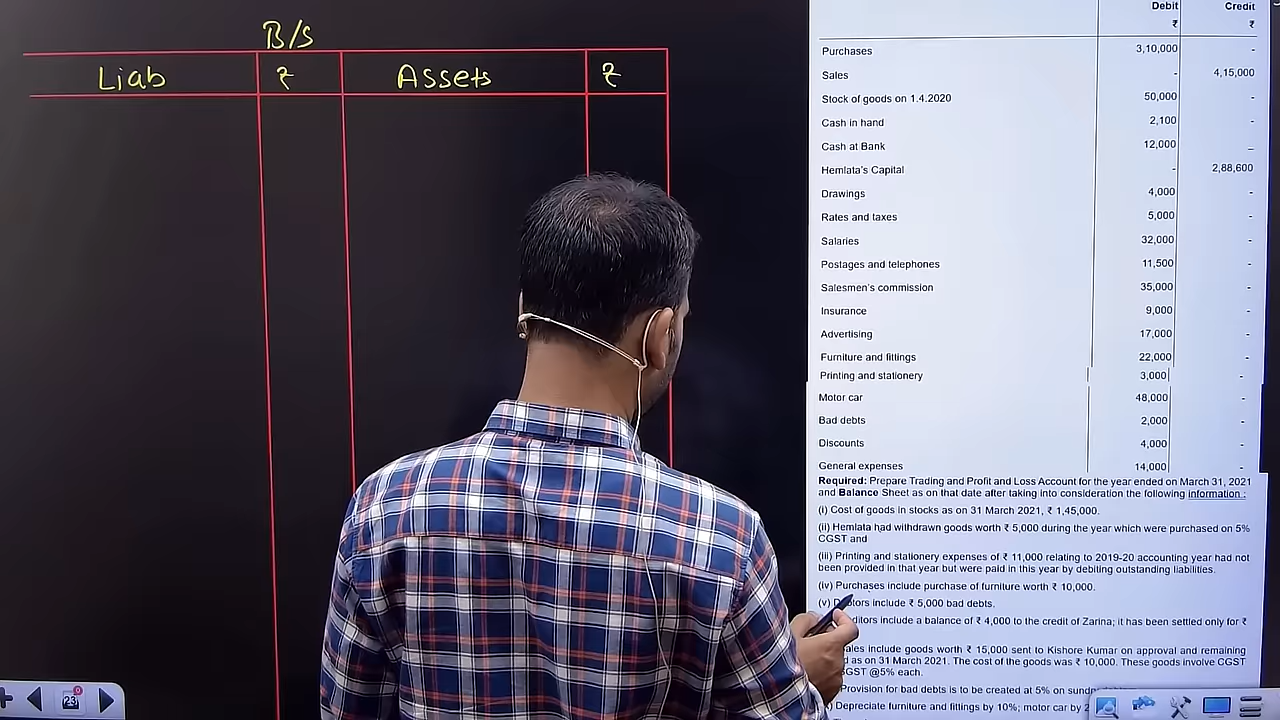 B/S
Liab ₹ Assets ₹
Debit Credit
₹ ₹
Purchases 3,10,000 -
Sales - 4,15,000
Stock of goods on 1.4.2020 50,000 -
Cash in hand 2,100 -
Cash at Bank 12,000 _
Hemlata's Capital - 2,88,600
Drawings 4,000 -
Rates and taxes 5,000 -
Salaries 32,000 -
Postages and telephones 11,500 -
Salesmen's commission 35,000 -
Insurance 9,000 -
Advertising 17,000 -
Furniture and fittings 22,000 -
Printing and stationery 3,000 -
Motor car 48,000 -
Bad debts 2,000 -
Discounts 4,000 -
General expenses 14,000 -
Required: Prepare Trading and Profit and Loss Account for the year ended on March 31, 2021
and Balance Sheet as on that date after taking into consideration the following information :
(i) Cost of goods in stocks as on 31 March 2021, ₹ 1,45,000.
(ii) Hemlata had withdrawn goods worth ₹ 5,000 during the year which were purchased on 5%
CGST and
(iii) Printing and stationery expenses of ₹ 11,000 relating to 2019-20 accounting year had not
been provided in that year but were paid in this year by debiting outstanding liabilities.
(iv) Purchases include purchase of furniture worth ₹ 10,000.
(v) include ₹ 5,000 bad debts.
include a balance of ₹ 4,000 to the credit of Zarina; it has been settled only for ₹
include goods worth ₹ 15,000 sent to Kishore Kumar on approval and remaining
as on 31 March 2021. The cost of the goods was ₹ 10,000. These goods involve CGST
@5% each.
Provision for bad debts is to be created at 5% on
Depreciate furniture and fittings by 10%; motor car by
23